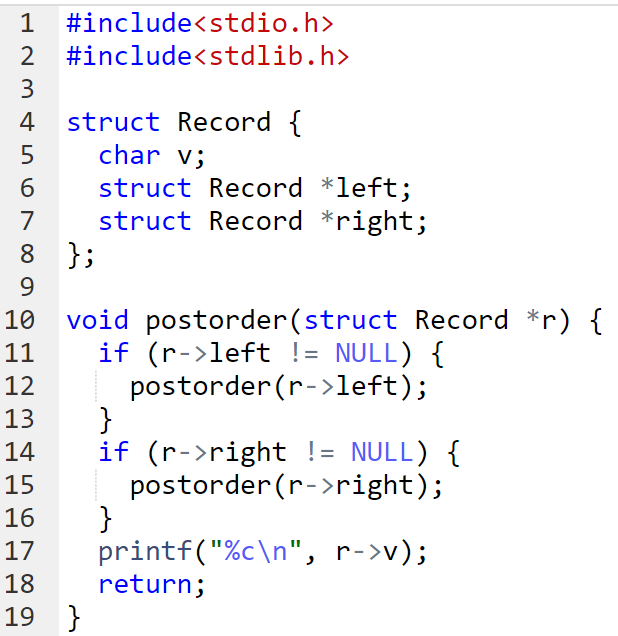 1 #include<stdio.h>
2 #include<stdlib.h>
3
4 struct Record {
5   char v;
6   struct Record *left;
7   struct Record *right;
8 };
9
10 void postorder(struct Record *r) {
11   if (r->left != NULL) {
12     postorder(r->left);
13   }
14   if (r->right != NULL) {
15     postorder(r->right);
16   }
17   printf("%c\n", r->v);
18   return;
19 }